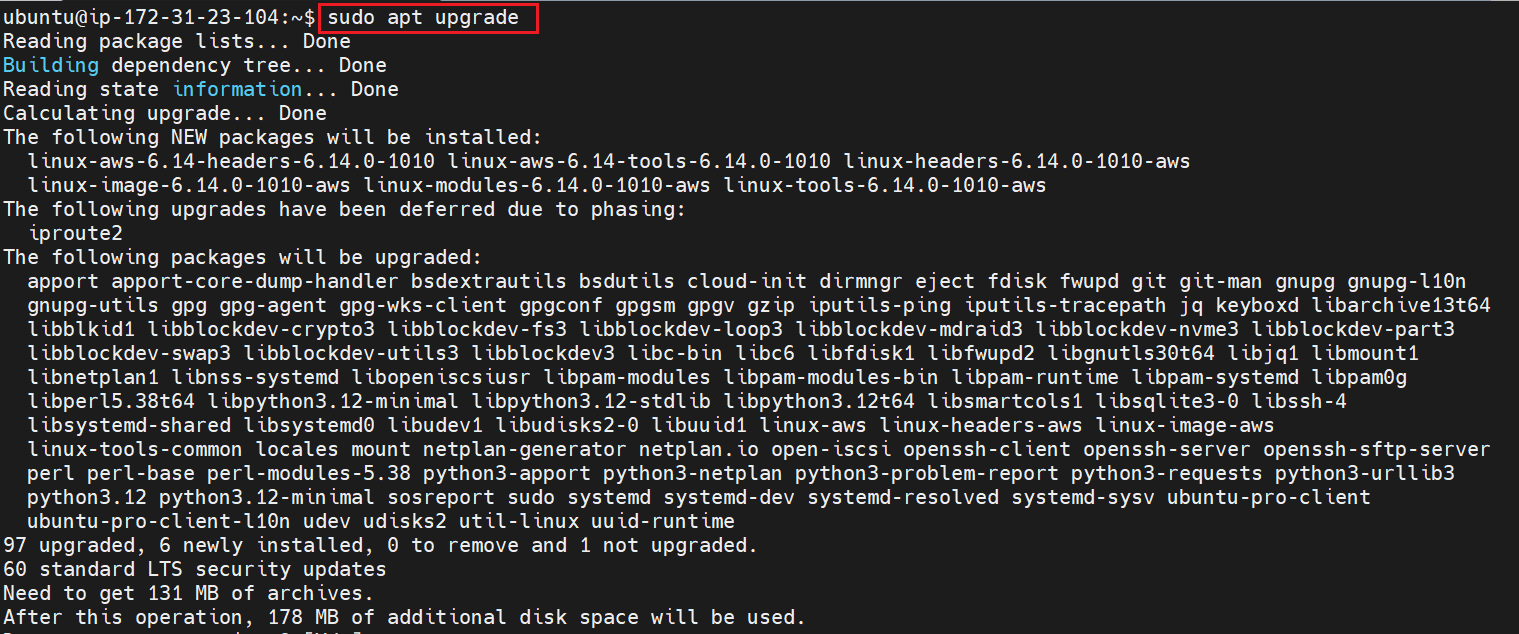 ubuntu@ip-172-31-23-104:~$ sudo apt upgrade
Reading package lists... Done
Building dependency tree... Done
Reading state information... Done
Calculating upgrade... Done
The following NEW packages will be installed:
  linux-aws-6.14-headers-6.14.0-1010 linux-aws-6.14-tools-6.14.0-1010 linux-headers-6.14.0-1010-aws
  linux-image-6.14.0-1010-aws linux-modules-6.14.0-1010-aws linux-tools-6.14.0-1010-aws
The following upgrades have been deferred due to phasing:
  iproute2
The following packages will be upgraded:
  apport apport-core-dump-handler bsdextrautils bsdutils cloud-init dirmngr eject fdisk fwupd git git-man gnupg gnupg-l10n
  gnupg-utils gpg gpg-agent gpg-wks-client gpgconf gpgsm gpgv gzip iputils-ping iputils-tracepath jq keyboxd libarchive13t64
  libblkid1 libblockdev-crypto3 libblockdev-fs3 libblockdev-loop3 libblockdev-mdraid3 libblockdev-nvme3 libblockdev-part3
  libblockdev-swap3 libblockdev-utils3 libblockdev3 libc-bin libc6 libfdisk1 libfwupd2 libgnutls30t64 libjq1 libmount1
  libnetplan1 libnss-systemd libopeniscsiusr libpam-modules libpam-modules-bin libpam-runtime libpam-systemd libpam0g
  libperl5.38t64 libpython3.12-minimal libpython3.12-stdlib libpython3.12t64 libsmartcols1 libsqlite3-0 libssh-4
  libsystemd-shared libsystemd0 libudev1 libudisks2-0 libuuid1 linux-aws linux-headers-aws linux-image-aws
  linux-tools-common locales mount netplan-generator netplan.io open-iscsi openssh-client openssh-server openssh-sftp-server
  perl perl-base perl-modules-5.38 python3-apport python3-netplan python3-problem-report python3-requests python3-urllib3
  python3.12 python3.12-minimal sosreport sudo systemd systemd-dev systemd-resolved systemd-sysv ubuntu-pro-client
  ubuntu-pro-client-l10n udev udisks2 util-linux uuid-runtime
97 upgraded, 6 newly installed, 0 to remove and 1 not upgraded.
60 standard LTS security updates
Need to get 131 MB of archives.
After this operation, 178 MB of additional disk space will be used.